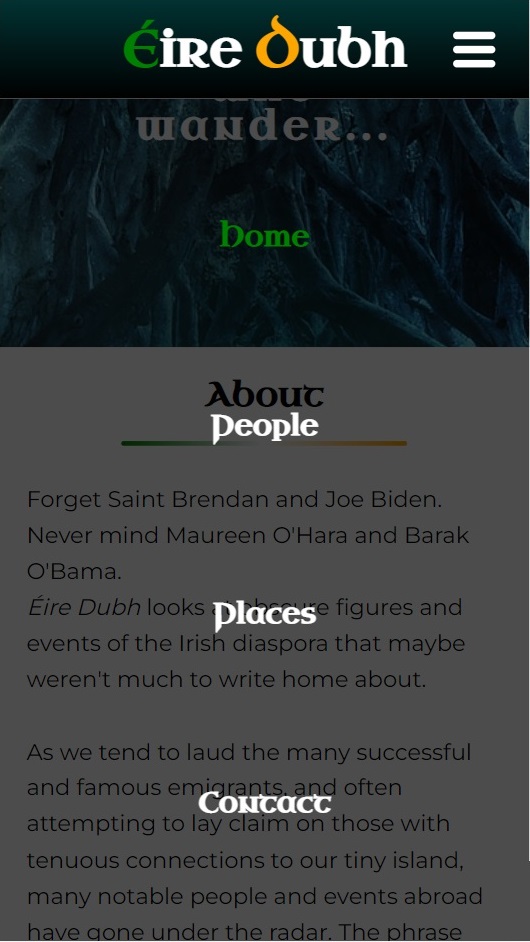 Éire Dubh
wander...
Home
About
People
Forget Saint Brendan and Joe Biden.
Never mind Maureen O'Hara and Barak
O'Bama.
Éire Dubh looks at obscure figures and
Places
events of the Irish diaspora that maybe
weren't much to write home about.
As we tend to laud the many successful
and famous emigrants, and often
Contact
attempting to lay claim on those with
tenuous connections to our tiny island,
many notable people and events abroad
have gone under the radar. The phrase